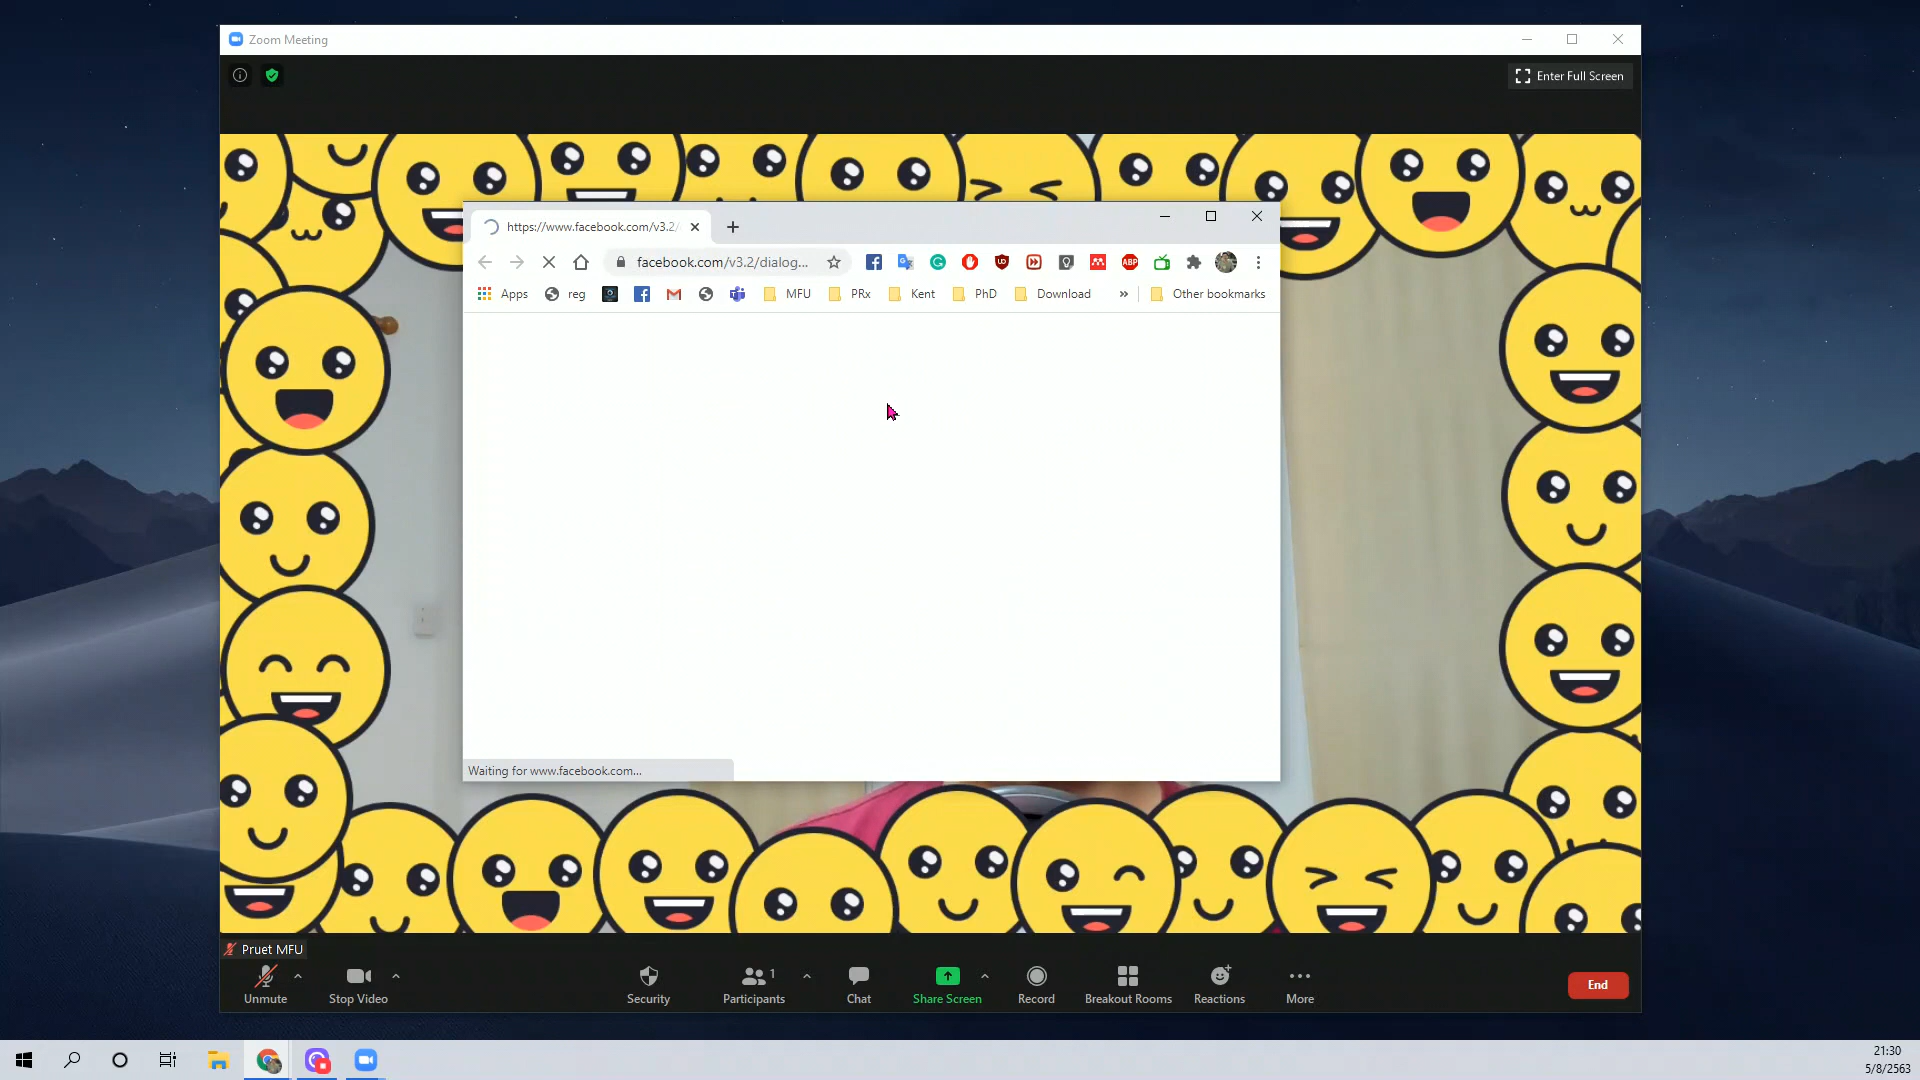 Zoom Meeting
Enter Full Screen
https://www.facebook.com/v3.2/
facebook.com/v3.2/dialog...
Apps reg MFU PRx Kent PhD Download » Other bookmarks
Waiting for www.facebook.com...
Pruet MFU
1
Unmute Stop Video Security Participants Chat Share Screen Record Breakout Rooms Reactions More End
21:30
5/8/2563